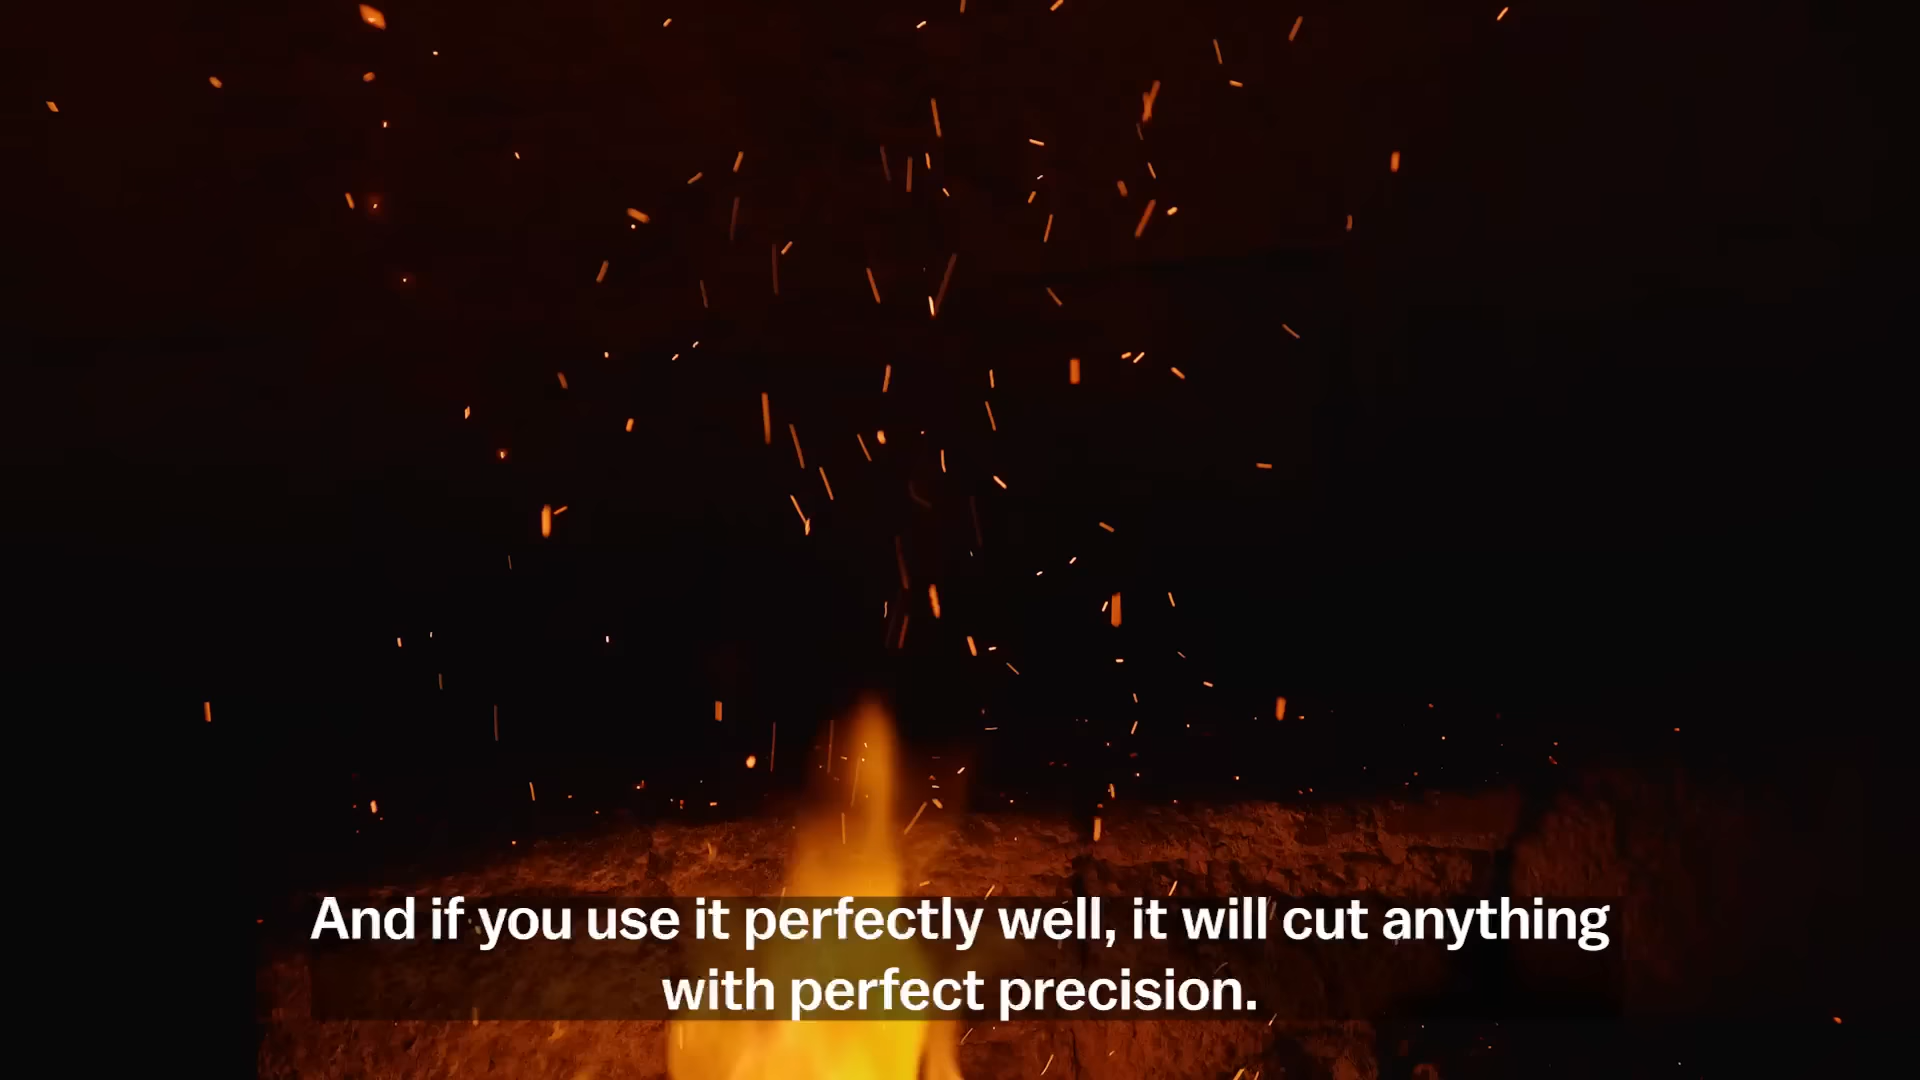 And if you use it perfectly well, it will cut anything
with perfect precision.